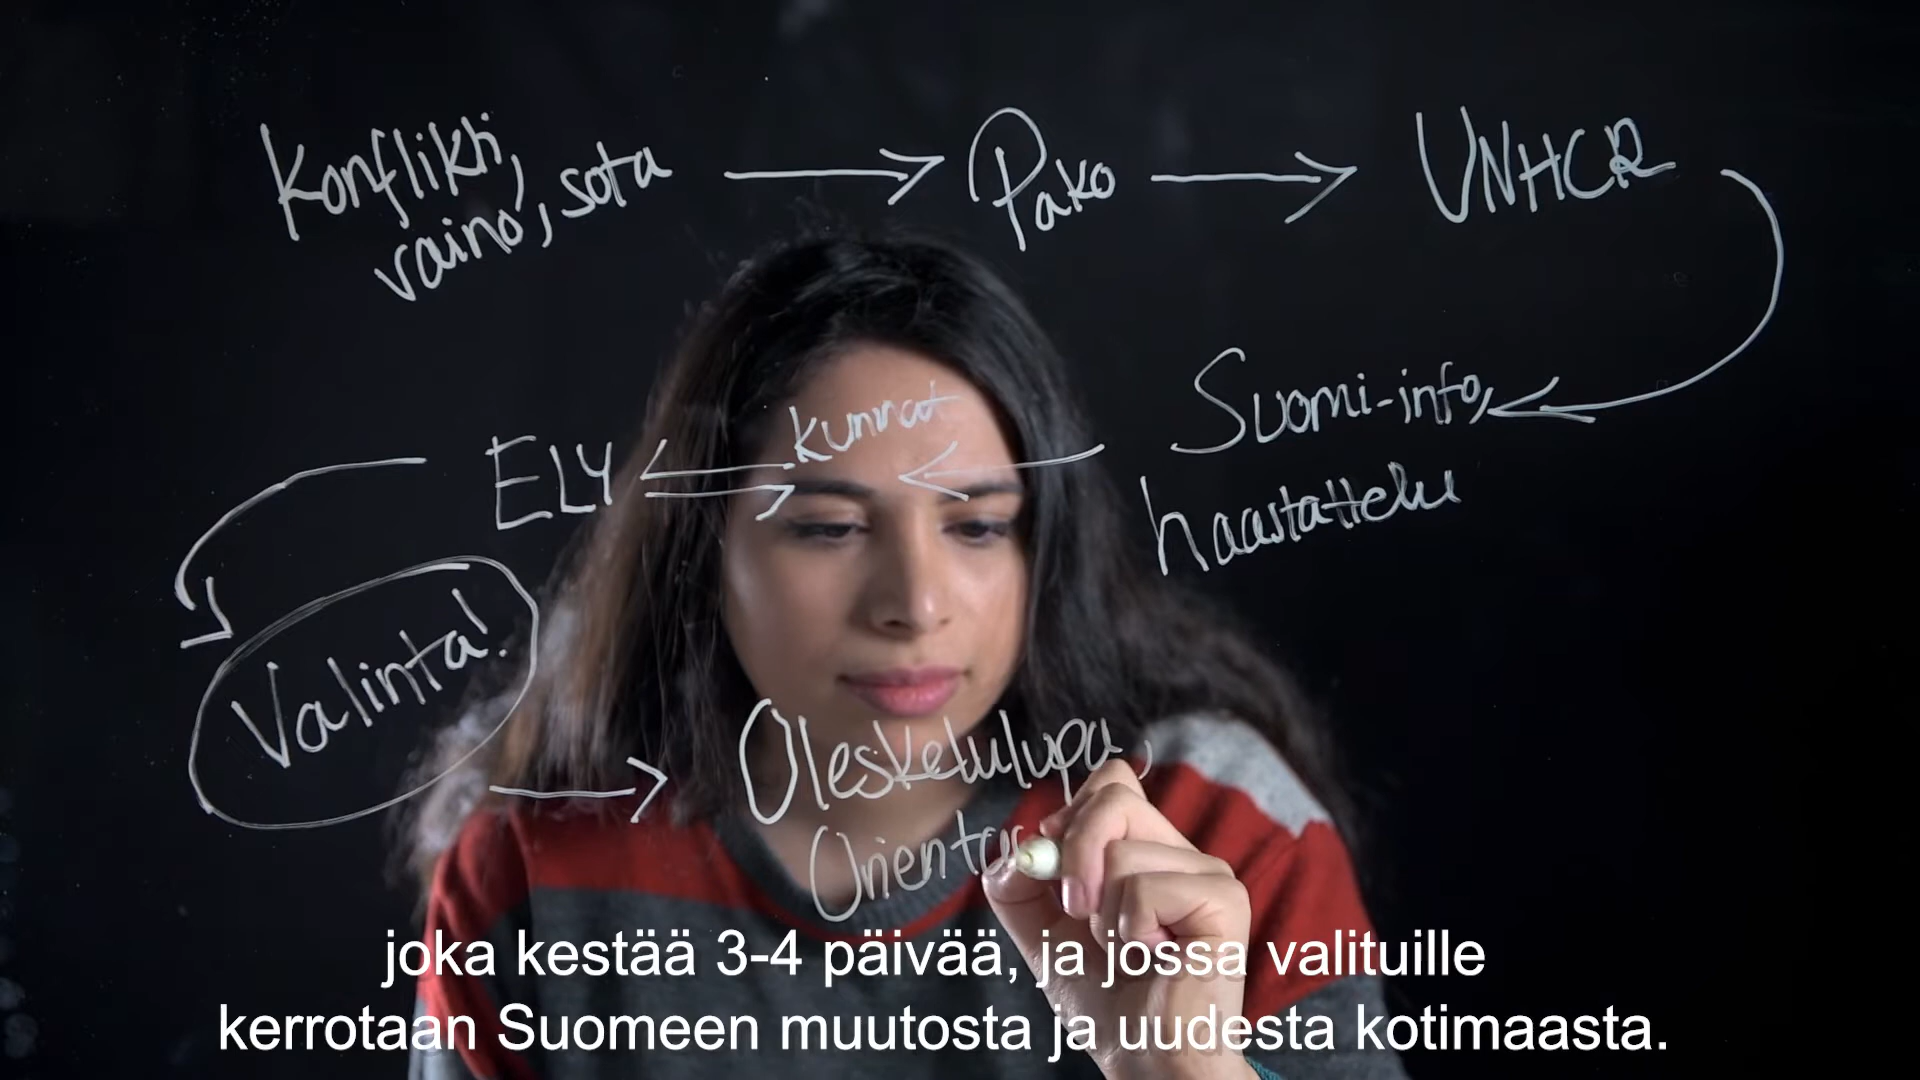 Konflikti,
vaino, sota
Pako
UNHCR
Suomi-info,
haastattelu
kunnat
ELY
Valinta!
Oleskelulupa,
Orientar
joka kestää 3-4 päivää, ja jossa valituille
kerrotaan Suomeen muutosta ja uudesta kotimaasta.